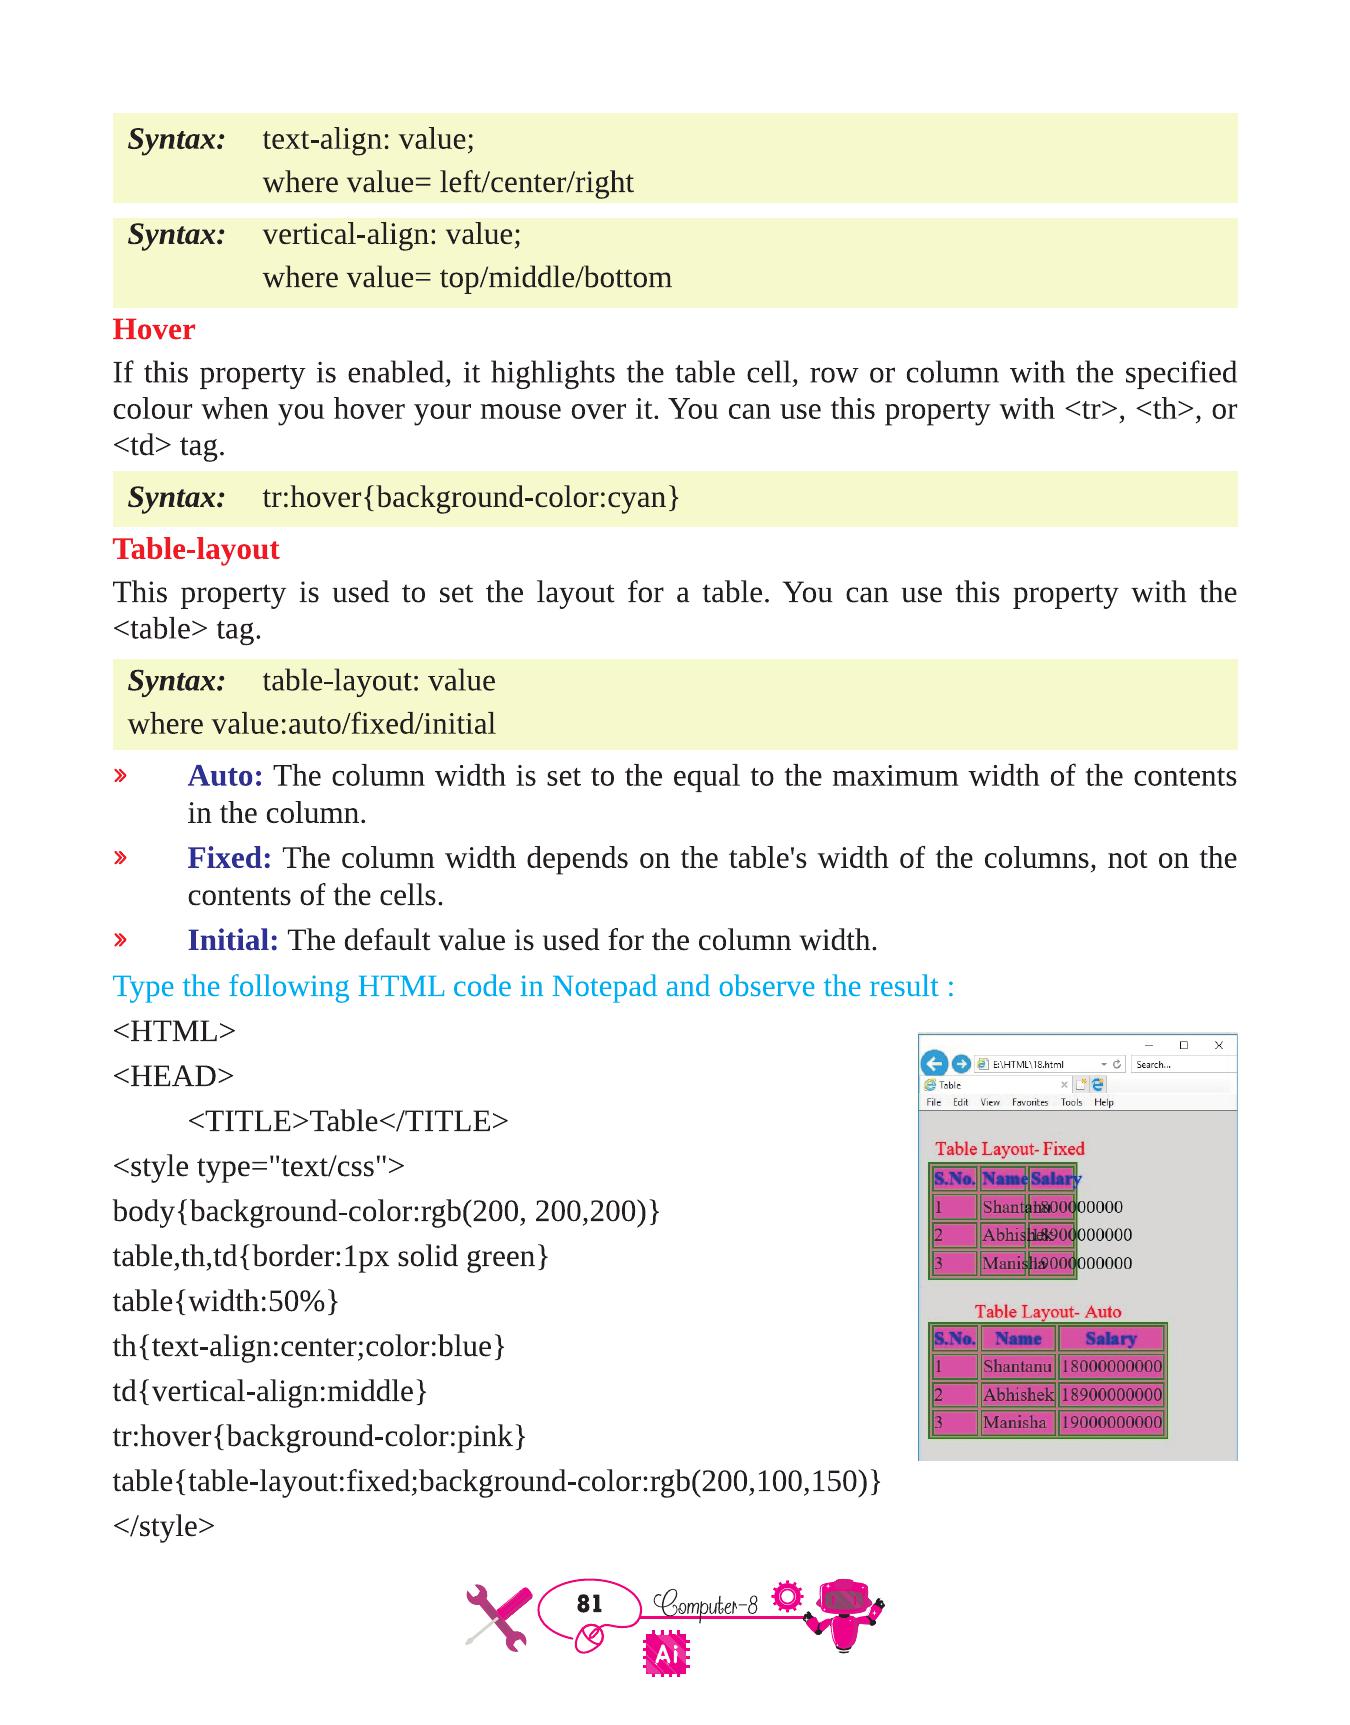 Syntax: text-align: value;
where value= left/center/right
Syntax: vertical-align: value;
where value= top/middle/bottom
Hover
If this property is enabled, it highlights the table cell, row or column with the specified
colour when you hover your mouse over it. You can use this property with <tr>, <th>, or
<td> tag.
Syntax: tr:hover{background-color:cyan}
Table-layout
This property is used to set the layout for a table. You can use this property with the
<table> tag.
Syntax: table-layout: value
where value:auto/fixed/initial
» Auto: The column width is set to the equal to the maximum width of the contents
in the column.
» Fixed: The column width depends on the table's width of the columns, not on the
contents of the cells.
» Initial: The default value is used for the column width.
Type the following HTML code in Notepad and observe the result :
<HTML>
<HEAD>
<TITLE>Table</TITLE>
<style type="text/css">
body{background-color:rgb(200, 200,200)}
table,th,td{border:1px solid green}
table{width:50%}
th{text-align:center;color:blue}
td{vertical-align:middle}
tr:hover{background-color:pink}
table{table-layout:fixed;background-color:rgb(200,100,150)}
</style>
E:\HTML\18.html Search...
Table
File Edit View Favorites Tools Help
Table Layout- Fixed
S.No. Name Salary
1 Shantanu 18000000000
2 Abhishek 18900000000
3 Manisha 19000000000
Table Layout- Auto
S.No. Name Salary
1 Shantanu 18000000000
2 Abhishek 18900000000
3 Manisha 19000000000
81 Computer-8
Ai